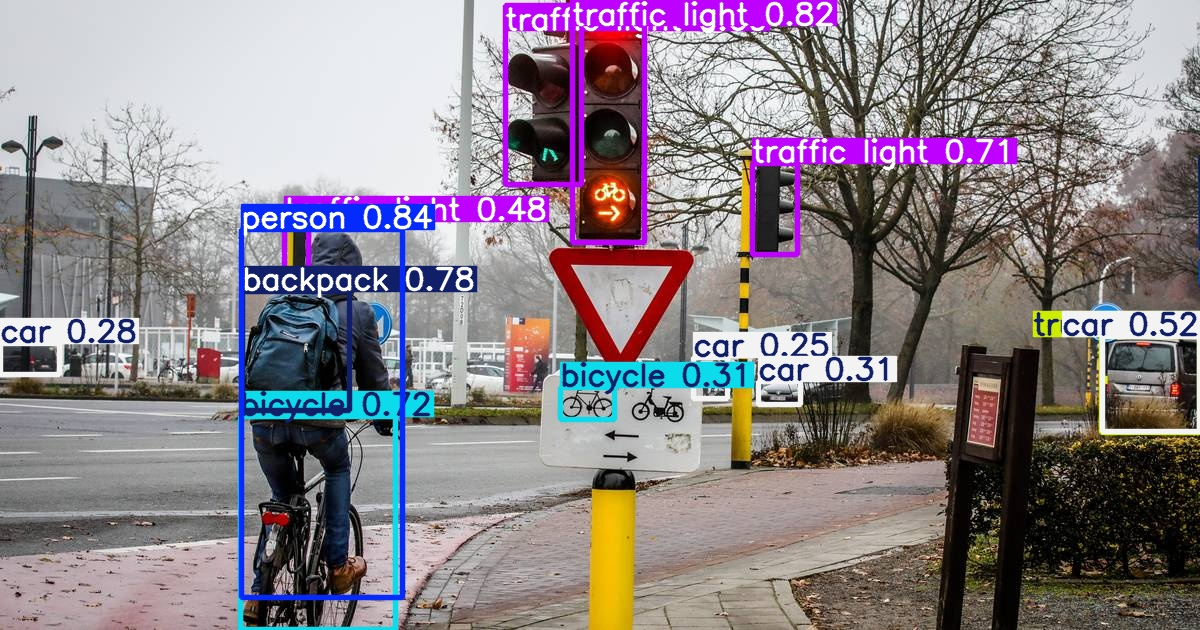 traff
traffic light 0.82
traffic light 0.71
ht 0.48
person 0.84
backpack 0.78
car 0.28
tr
car 0.52
car 0.25
car 0.31
bicycle 0.31
bicycle 0.72